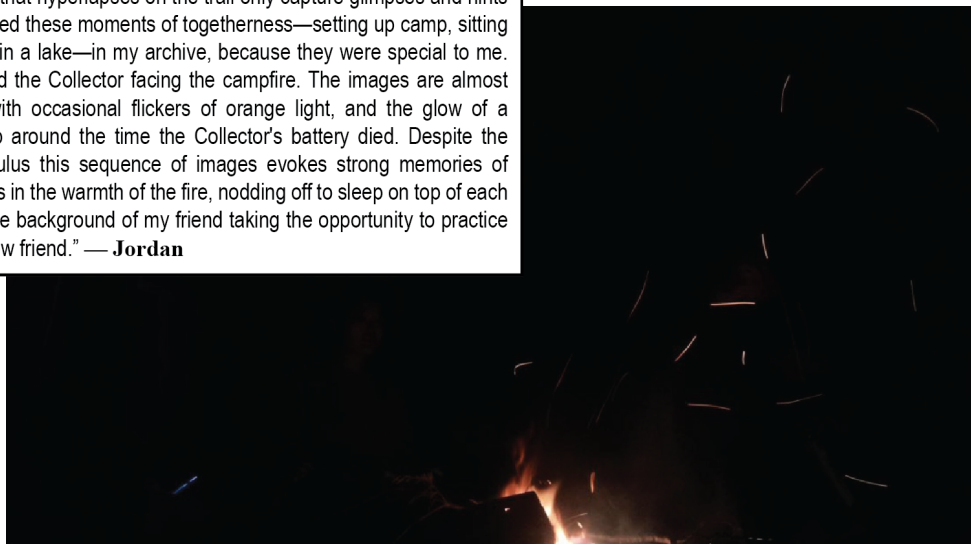 that hyperlapses on the trail only capture glimpses and hints
ed these moments of togetherness—setting up camp, sitting
in a lake—in my archive, because they were special to me.
d the Collector facing the campfire. The images are almost
ith occasional flickers of orange light, and the glow of a
o around the time the Collector's battery died. Despite the
ulus this sequence of images evokes strong memories of
s in the warmth of the fire, nodding off to sleep on top of each
e background of my friend taking the opportunity to practice
w friend.” — Jordan